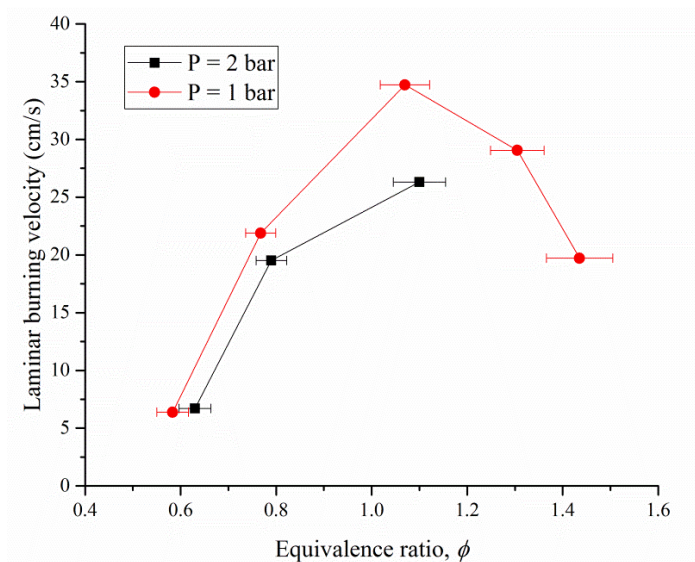 40
35
30
25
20
15
10
5
0
P = 2 bar
P = 1 bar
Laminar burning velocity (cm/s)
0.4 0.6 0.8 1.0 1.2 1.4 1.6
Equivalence ratio, ϕ